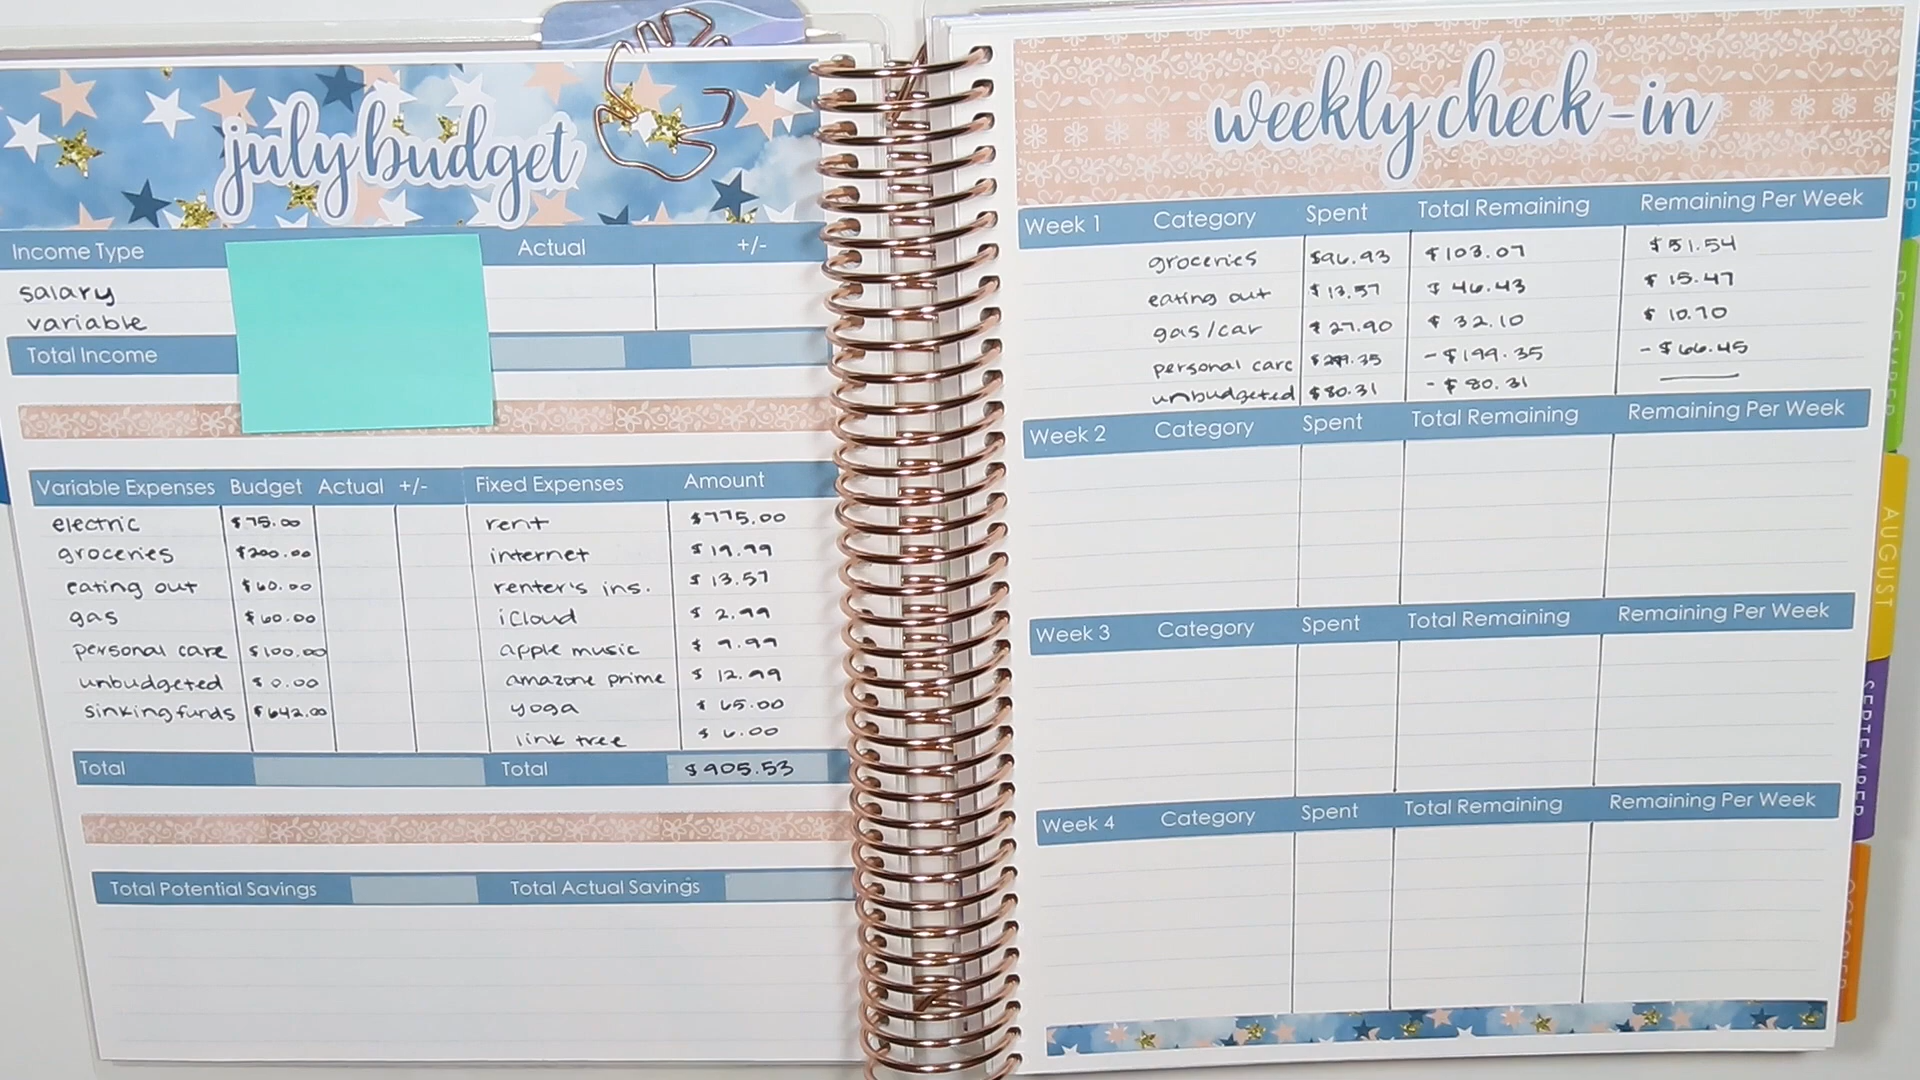 july budget
Income Type Actual +/-
salary
variable
Total Income
Variable Expenses Budget Actual +/- Fixed Expenses Amount
electric $75.00 rent $775.00
groceries $200.00 internet $19.99
eating out $60.00 renter's ins. $13.57
gas $60.00 iCloud $2.99
personal care $100.00 apple music $9.99
unbudgeted $0.00 amazone prime $12.99
sinking funds $642.00 yoga $65.00
link tree $6.00
Total Total $905.53
Total Potential Savings Total Actual Savings
weekly check-in
Week 1 Category Spent Total Remaining Remaining Per Week
groceries $96.93 $103.07 $51.54
eating out $13.57 $46.43 $15.47
gas/car $27.90 $32.10 $10.70
personal care $299.35 -$199.35 -$66.45
unbudgeted $80.31 -$80.31
Week 2 Category Spent Total Remaining Remaining Per Week
Week 3 Category Spent Total Remaining Remaining Per Week
Week 4 Category Spent Total Remaining Remaining Per Week
DECEMBER
AUGUST
SEPTEMBER
OCTOBER